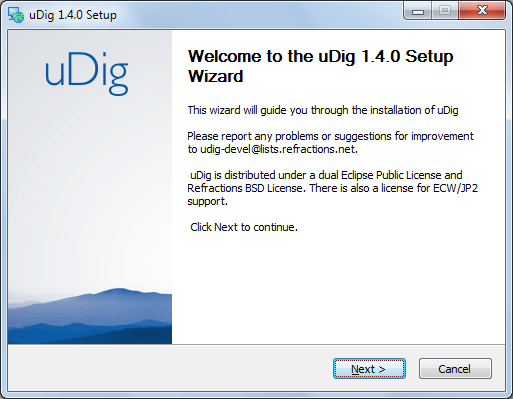 uDig 1.4.0 Setup
uDig
Welcome to the uDig 1.4.0 Setup
Wizard
This wizard will guide you through the installation of uDig
Please report any problems or suggestions for improvement
to udig-devel@lists.refractions.net.
uDig is distributed under a dual Eclipse Public License and
Refractions BSD License. There is also a license for ECW/JP2
support.
Click Next to continue.
Next >
Cancel